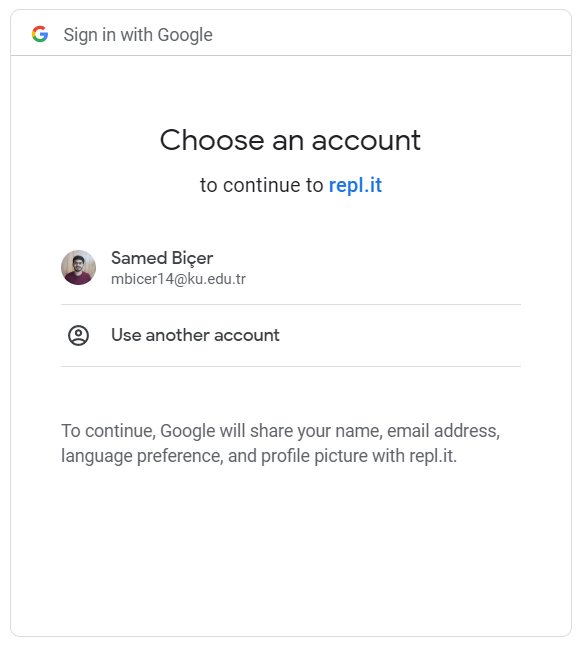 Sign in with Google
Choose an account
to continue to repl.it
Samed Biçer
mbicer14@ku.edu.tr
Use another account
To continue, Google will share your name, email address,
language preference, and profile picture with repl.it.